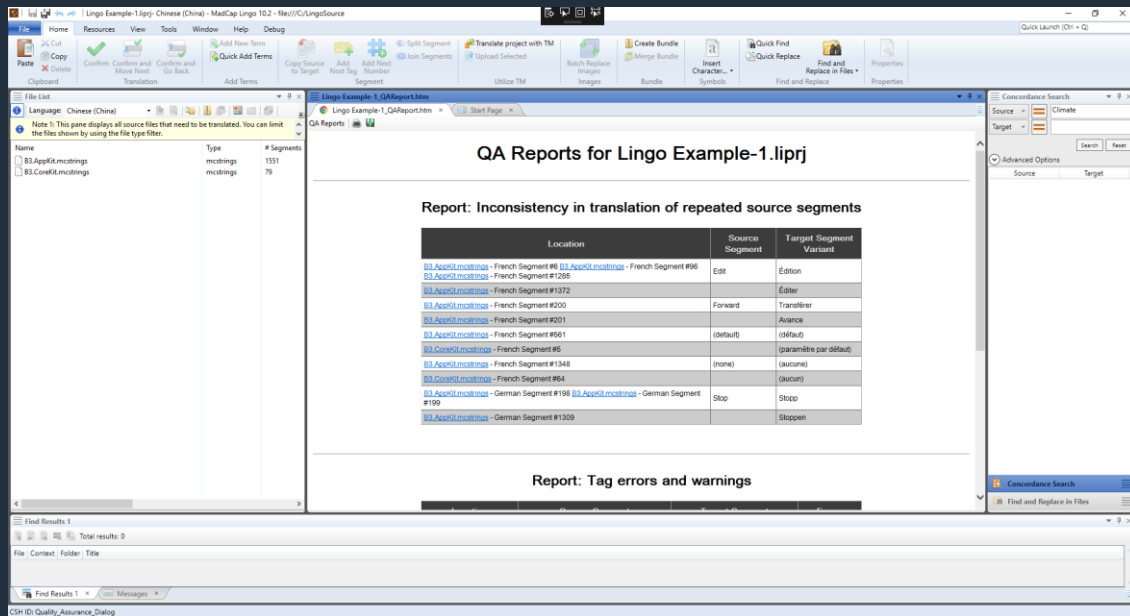 Lingo Example-1.liprj- Chinese (China) - MadCap Lingo 10.2 - file:///C:/LingoSource
File Home Resources View Tools Window Help Debug
Quick Launch (Ctrl + Q)
Paste
Cut
Copy
Delete
Clipboard
Confirm
Confirm and Move Next
Confirm and Go Back
Translation
Add New Term
Quick Add Terms
Add Terms
Copy Source to Target
Add Next Tag
Add Next Number
Split Segment
Join Segments
Segment
Translate project with TM
Upload Selected
Utilize TM
Batch Replace Images
Images
Create Bundle
Merge Bundle
Bundle
a
Insert Character...
Symbols
Quick Find
Quick Replace
Find and Replace in Files
Find and Replace
Properties
Properties
File List
Language: Chinese (China)
Note 1: This pane displays all source files that need to be translated. You can limit
the files shown by using the file type filter.
Name Type # Segments
B3.AppKit.mcstrings mcstrings 1551
B3.CoreKit.mcstrings mcstrings 79
Lingo Example-1_QAReport.htm
Lingo Example-1_QAReport.htm Start Page
QA Reports
QA Reports for Lingo Example-1.liprj
Report: Inconsistency in translation of repeated source segments
Location Source Segment Target Segment Variant
B3.AppKit.mcstrings - French Segment #6 B3.AppKit.mcstrings - French Segment #96
B3.AppKit.mcstrings - French Segment #1285 Edit Édition
B3.AppKit.mcstrings - French Segment #1372 Éditer
B3.AppKit.mcstrings - French Segment #200 Forward Transférer
B3.AppKit.mcstrings - French Segment #201 Avance
B3.AppKit.mcstrings - French Segment #561 (default) (défaut)
B3.CoreKit.mcstrings - French Segment #5 (paramètre par défaut)
B3.AppKit.mcstrings - French Segment #1348 (none) (aucune)
B3.CoreKit.mcstrings - French Segment #64 (aucun)
B3.AppKit.mcstrings - German Segment #198 B3.AppKit.mcstrings - German Segment
#199 Stop Stopp
B3.AppKit.mcstrings - German Segment #1309 Stoppen
Report: Tag errors and warnings
Concordance Search
Source Climate
Target
Search Reset
Advanced Options
Source Target
Concordance Search
Find and Replace in Files
Find Results 1
Total results: 0
File Context Folder Title
Find Results 1 Messages
CSH ID: Quality_Assurance_Dialog